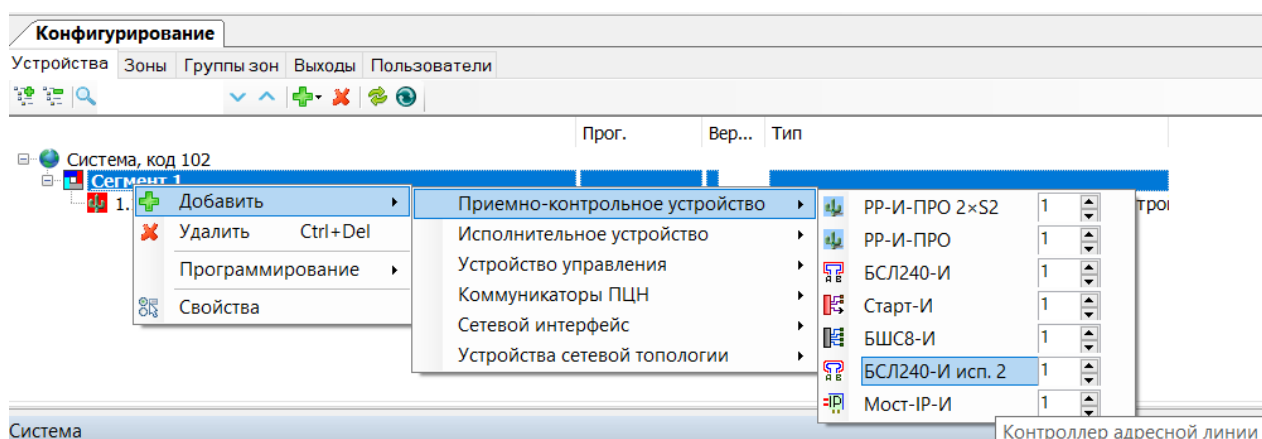 Конфигурирование
Устройства Зоны Группы зон Выходы Пользователи
Прог. Вер... Тип
Система, код 102
Сегмент 1
1.
Добавить
Удалить Ctrl+Del
Программирование
Свойства
Приемно-контрольное устройство
Исполнительное устройство
Устройство управления
Коммуникаторы ПЦН
Сетевой интерфейс
Устройства сетевой топологии
РР-И-ПРО 2×S2 1
РР-И-ПРО 1
БСЛ240-И 1
Старт-И 1
БШС8-И 1
БСЛ240-И исп. 2 1
Мост-IP-И 1
Система
Контроллер адресной линии